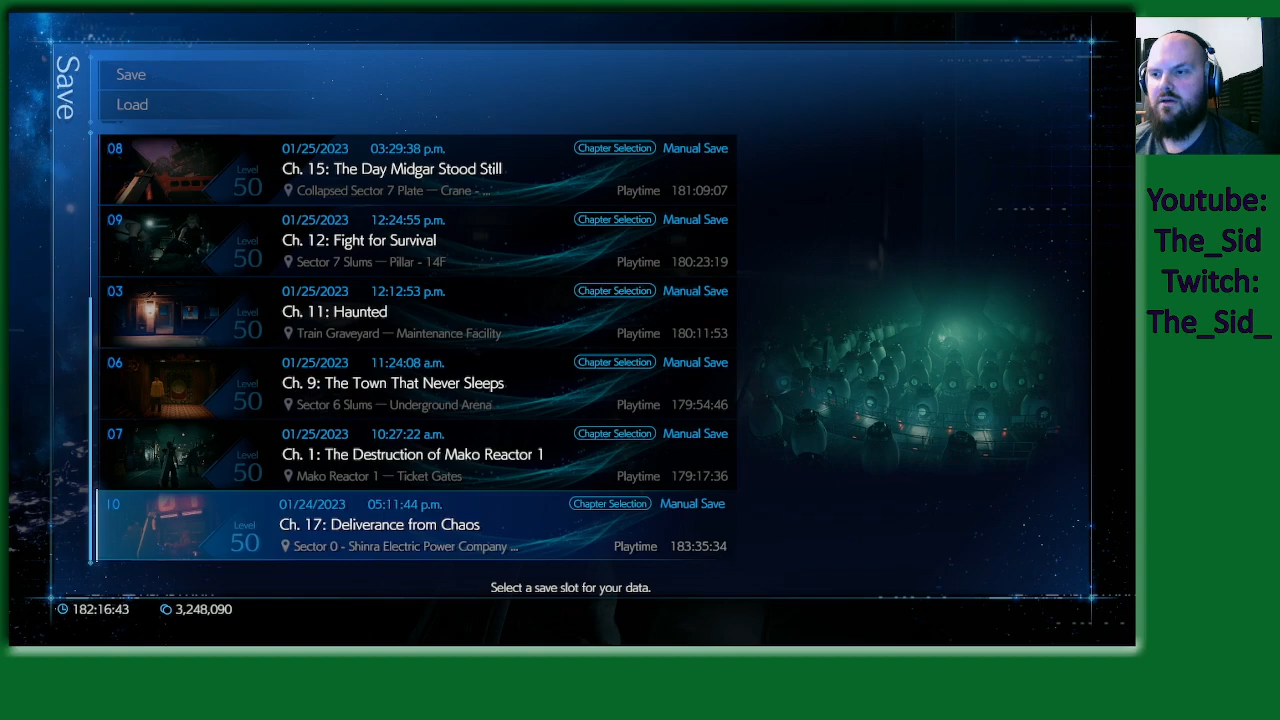 Save
Save
Load
08 01/25/2023 03:29:38 p.m. Chapter Selection Manual Save
Level 50 Ch. 15: The Day Midgar Stood Still
Collapsed Sector 7 Plate — Crane - ... Playtime 181:09:07
09 01/25/2023 12:24:55 p.m. Chapter Selection Manual Save
Level 50 Ch. 12: Fight for Survival
Sector 7 Slums — Pillar - 14F Playtime 180:23:19
03 01/25/2023 12:12:53 p.m. Chapter Selection Manual Save
Level 50 Ch. 11: Haunted
Train Graveyard — Maintenance Facility Playtime 180:11:53
06 01/25/2023 11:24:08 a.m. Chapter Selection Manual Save
Level 50 Ch. 9: The Town That Never Sleeps
Sector 6 Slums — Underground Arena Playtime 179:54:46
07 01/25/2023 10:27:22 a.m. Chapter Selection Manual Save
Level 50 Ch. 1: The Destruction of Mako Reactor 1
Mako Reactor 1 — Ticket Gates Playtime 179:17:36
10 01/24/2023 05:11:44 p.m. Chapter Selection Manual Save
Level 50 Ch. 17: Deliverance from Chaos
Sector 0 - Shinra Electric Power Company ... Playtime 183:35:34
Select a save slot for your data.
182:16:43 3,248,090
Youtube:
The_Sid
Twitch:
The_Sid_